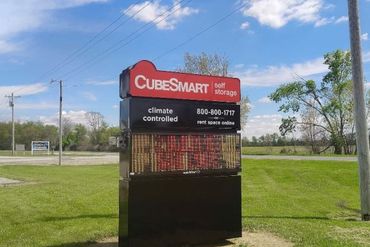 CUBESMART self storage
climate controlled
800-800-1717
rent space online